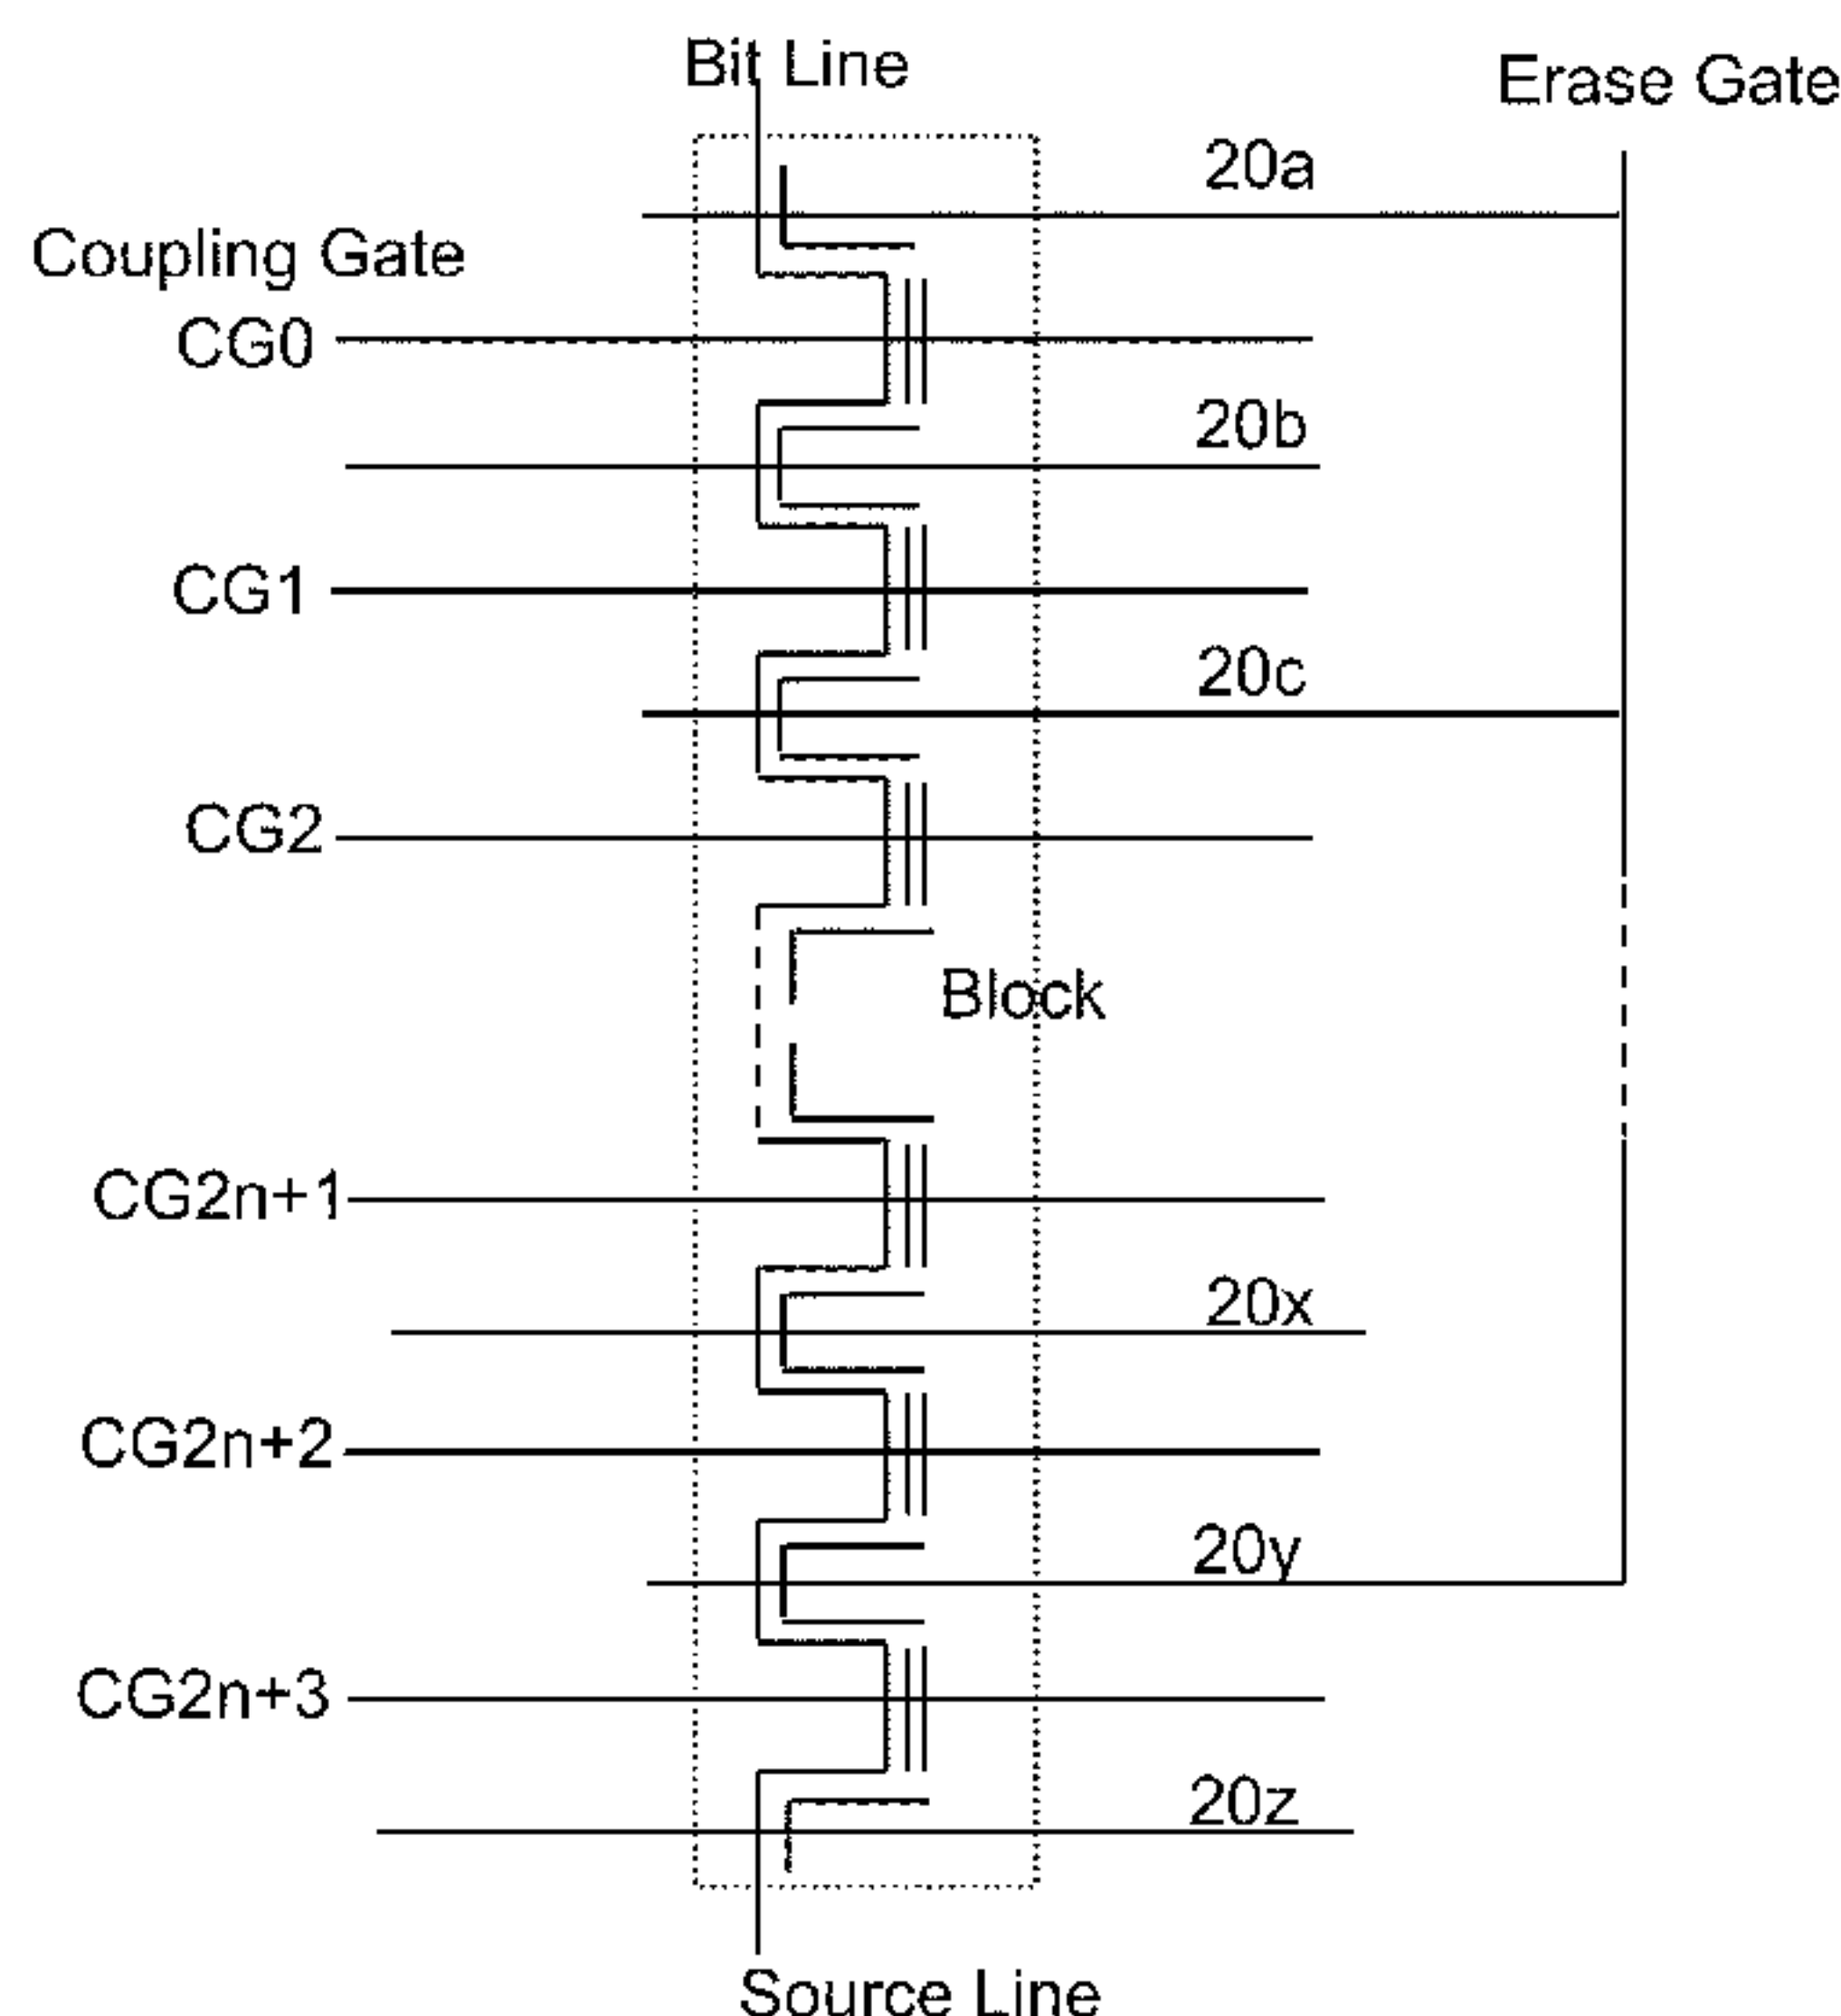 Bit Line
Erase Gate
20a
Coupling Gate
CG0
20b
CG1
20c
CG2
Block
CG2n+1
20x
CG2n+2
20y
CG2n+3
20z
Source Line